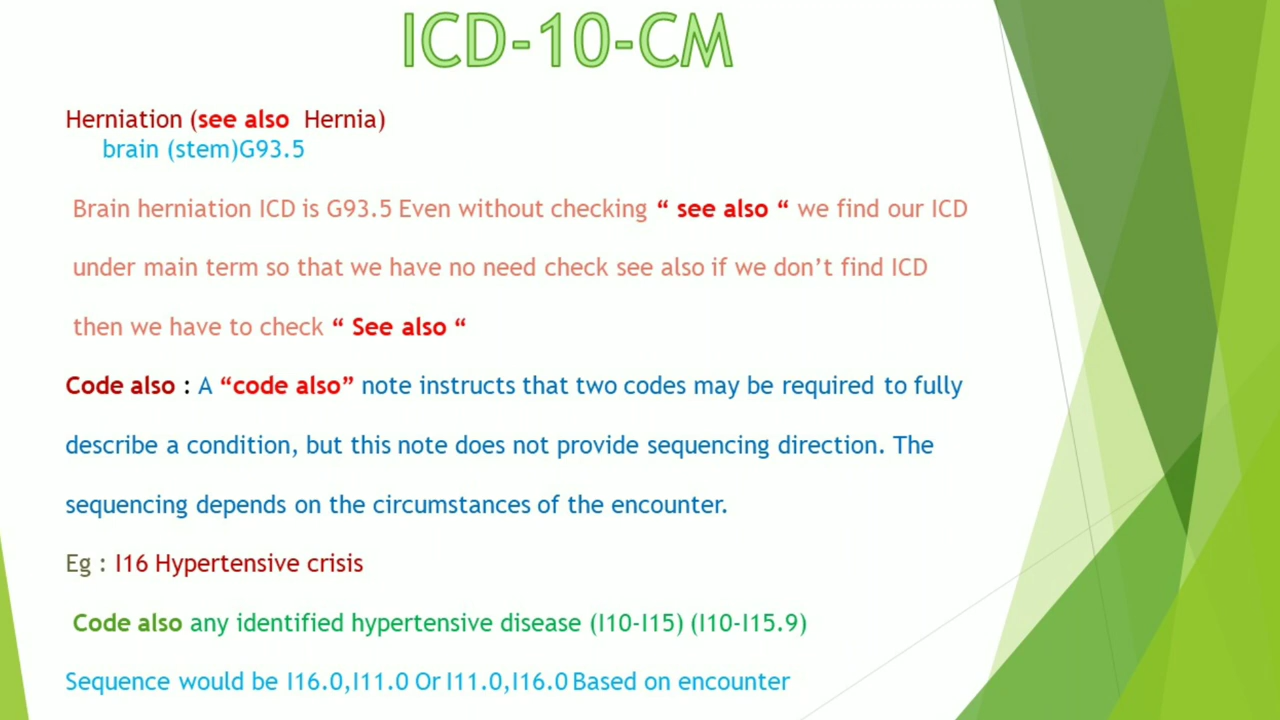 ICD-10-CM
Herniation (see also Hernia)
brain (stem)G93.5
Brain herniation ICD is G93.5 Even without checking “ see also “ we find our ICD
under main term so that we have no need check see also if we don’t find ICD
then we have to check “ See also “
Code also : A “code also” note instructs that two codes may be required to fully
describe a condition, but this note does not provide sequencing direction. The
sequencing depends on the circumstances of the encounter.
Eg : I16 Hypertensive crisis
Code also any identified hypertensive disease (I10-I15) (I10-I15.9)
Sequence would be I16.0,I11.0 Or I11.0,I16.0 Based on encounter